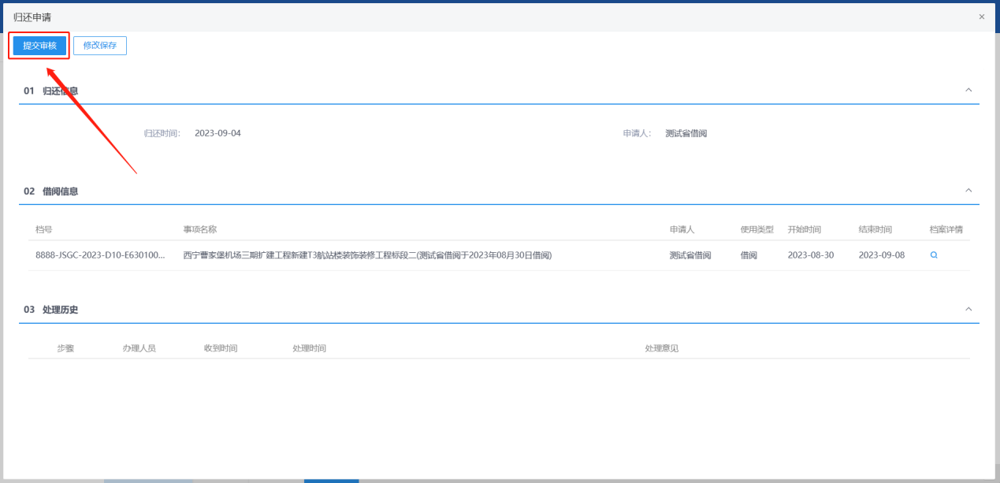 归还申请
提交审核 修改保存
01 归还信息
归还时间： 2023-09-04 申请人： 测试省借阅
02 借阅信息
档号 事项名称 申请人 使用类型 开始时间 结束时间 档案详情
8888-JSGC-2023-D10-E630100... 西宁曹家堡机场三期扩建工程新建T3航站楼装饰装修工程标段二(测试省借阅于2023年08月30日借阅) 测试省借阅 借阅 2023-08-30 2023-09-08
03 处理历史
步骤 办理人员 收到时间 处理时间 处理意见